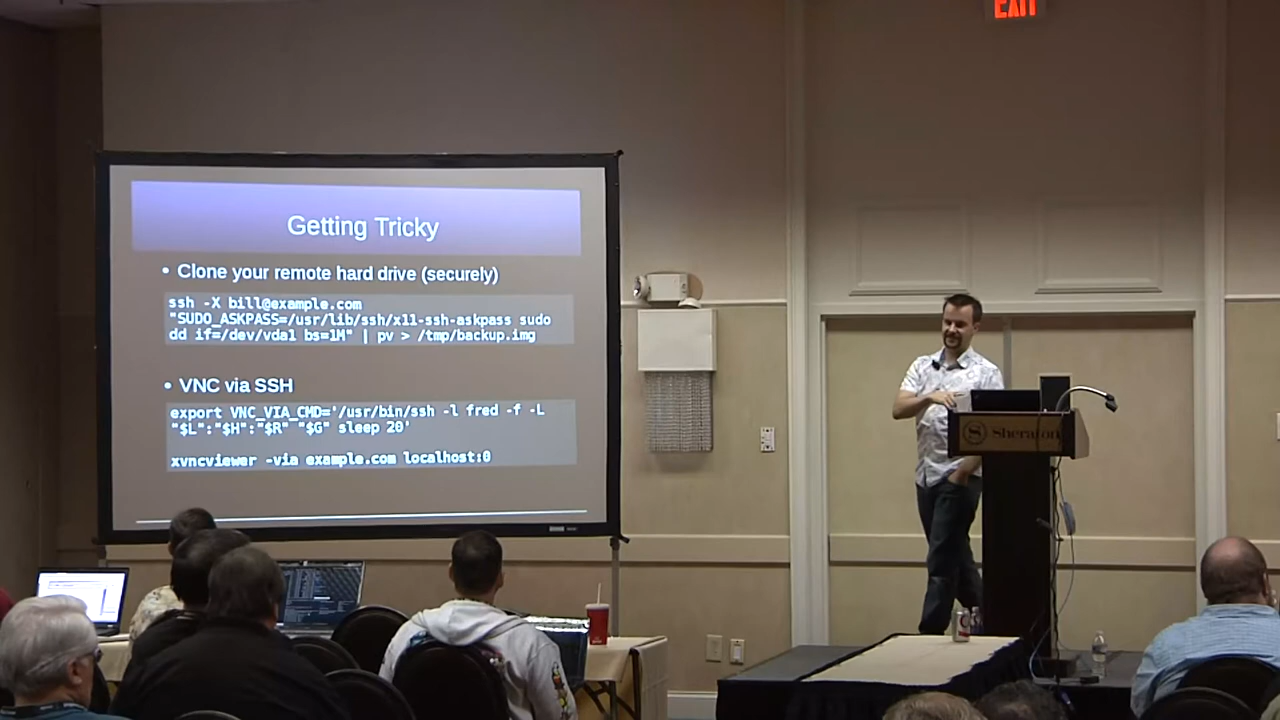 EXIT
Getting Tricky
• Clone your remote hard drive (securely)
ssh -X bill@example.com
"SUDO_ASKPASS=/usr/lib/ssh/x11-ssh-askpass sudo
dd if=/dev/vda1 bs=1M" | pv > /tmp/backup.img
• VNC via SSH
export VNC_VIA_CMD='/usr/bin/ssh -l fred -f -L
"$L":"$H":"$R" "$G" sleep 20'
xvncviewer -via example.com localhost:0
S Sheraton